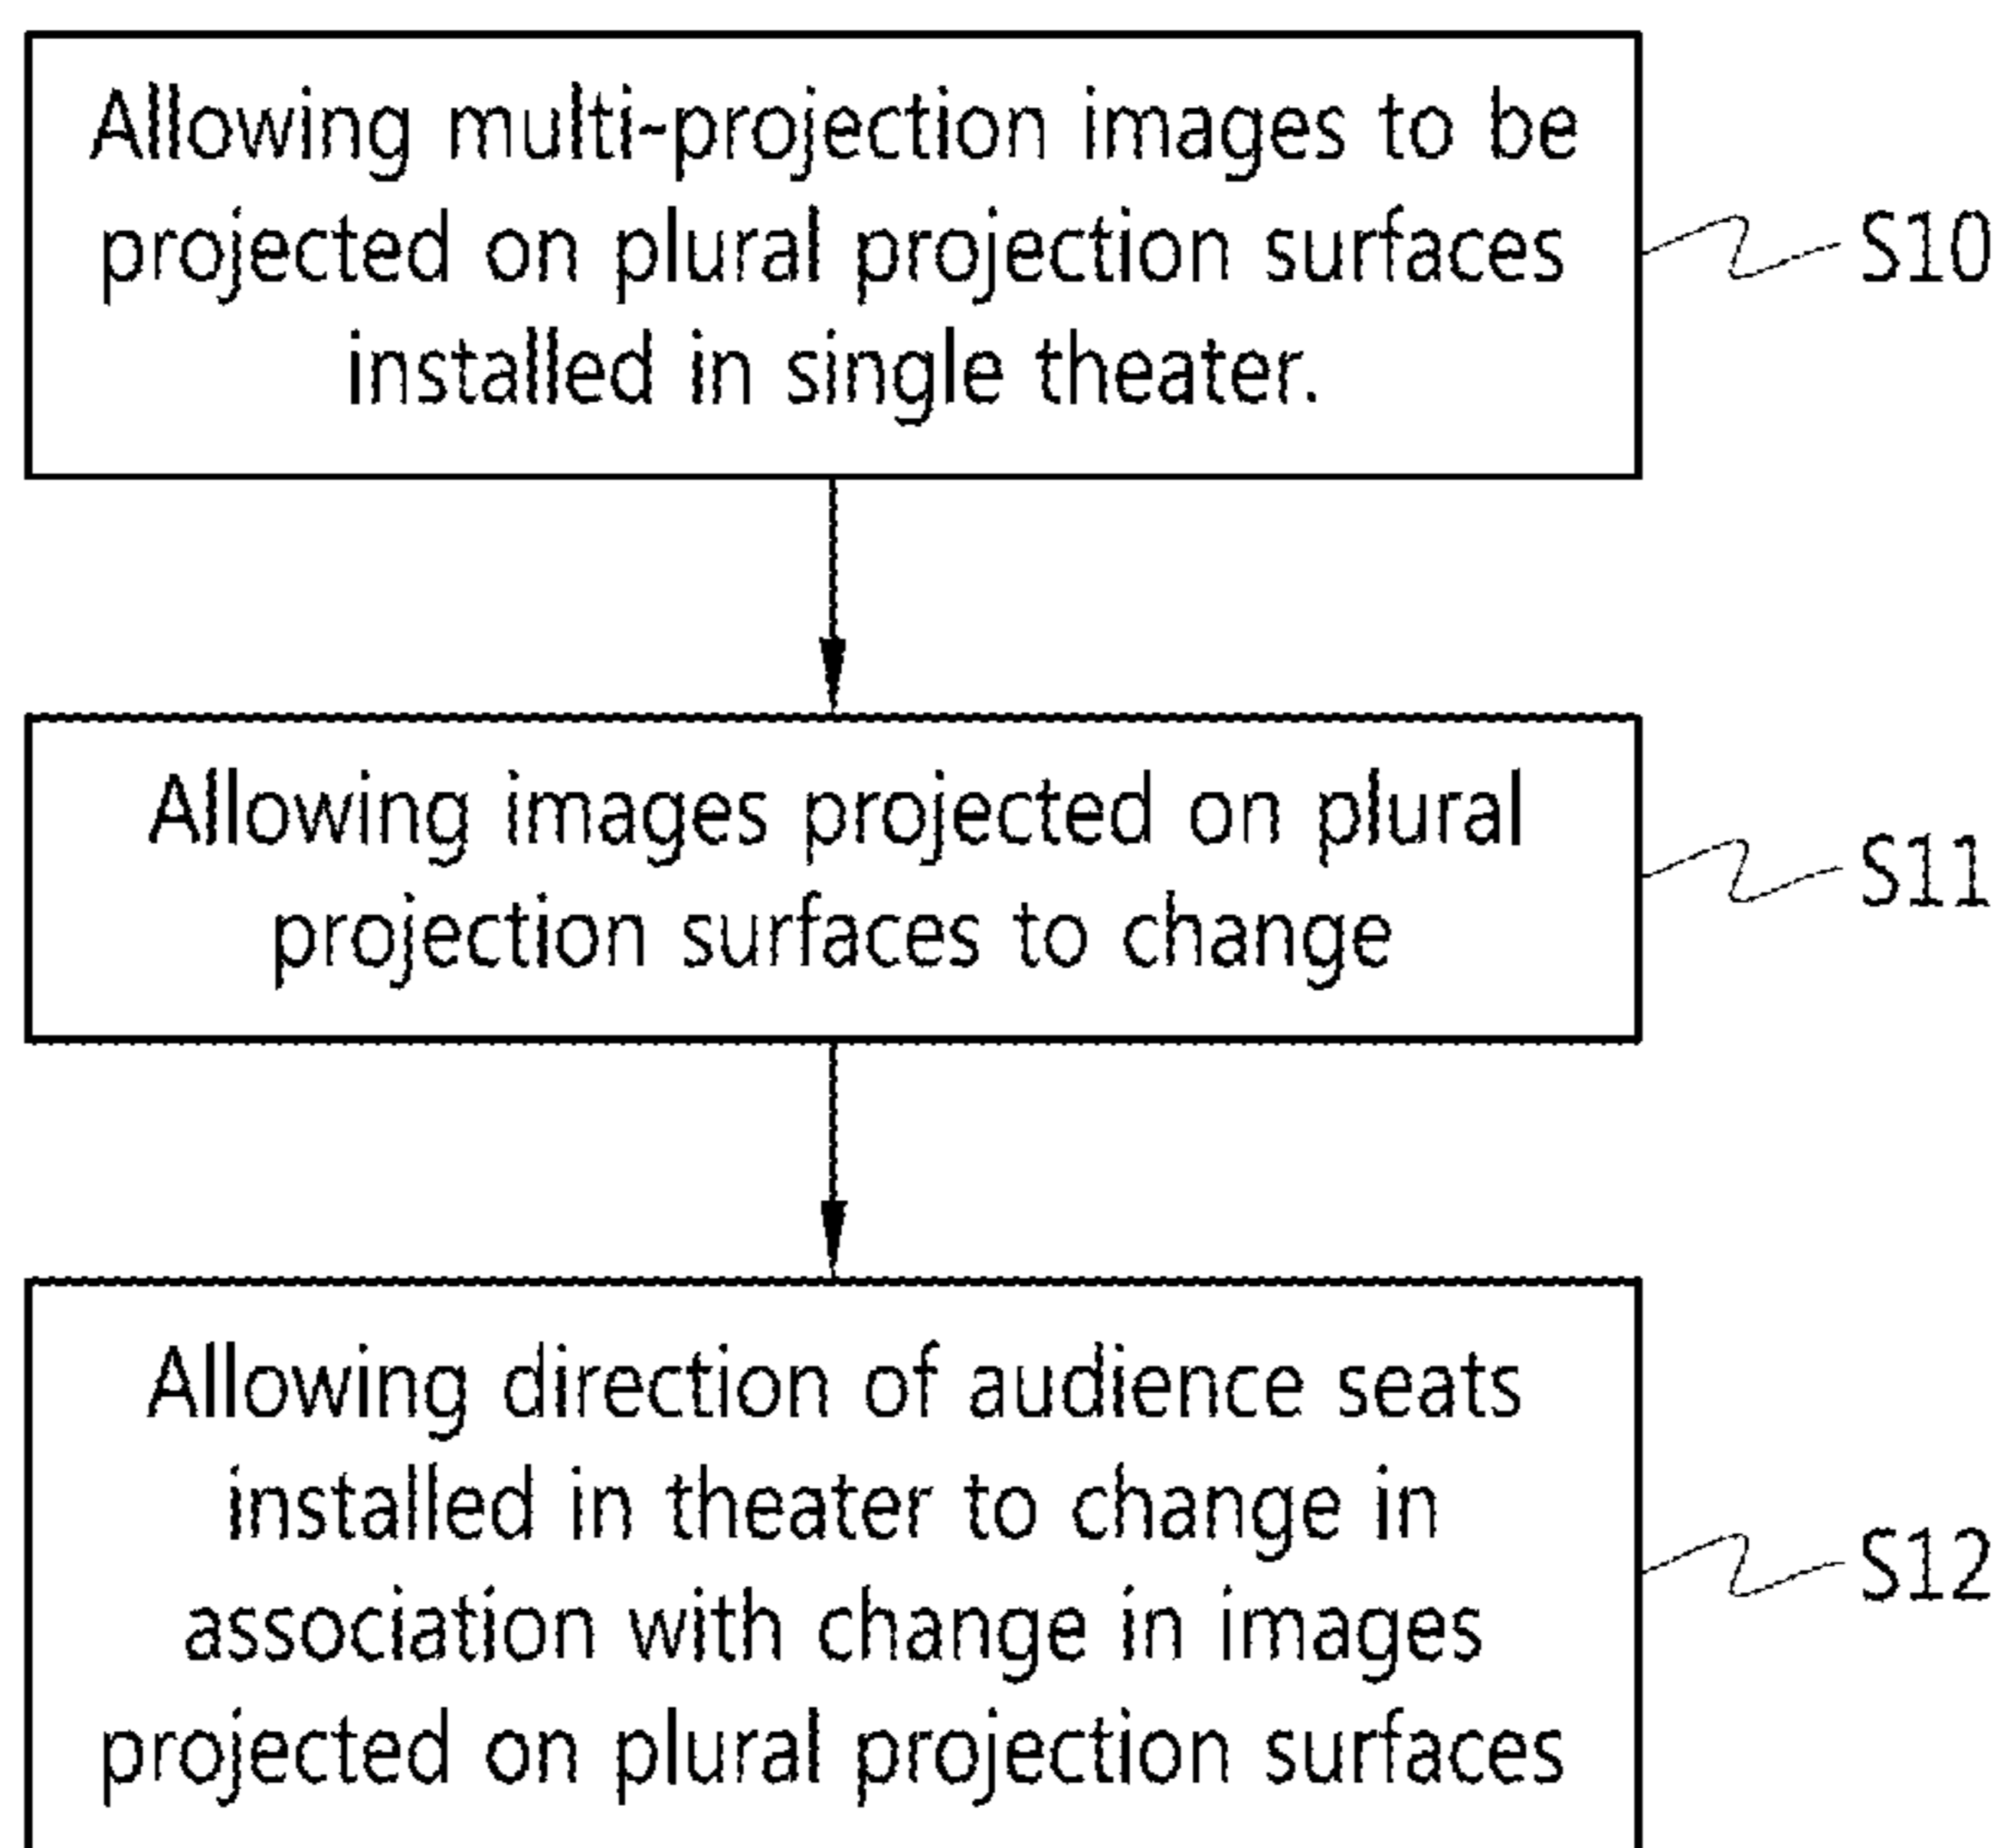 Allowing multi-projection images to be
projected on plural projection surfaces
installed in single theater.
S10
Allowing images projected on plural
projection surfaces to change
S11
Allowing direction of audience seats
installed in theater to change in
association with change in images
projected on plural projection surfaces
S12